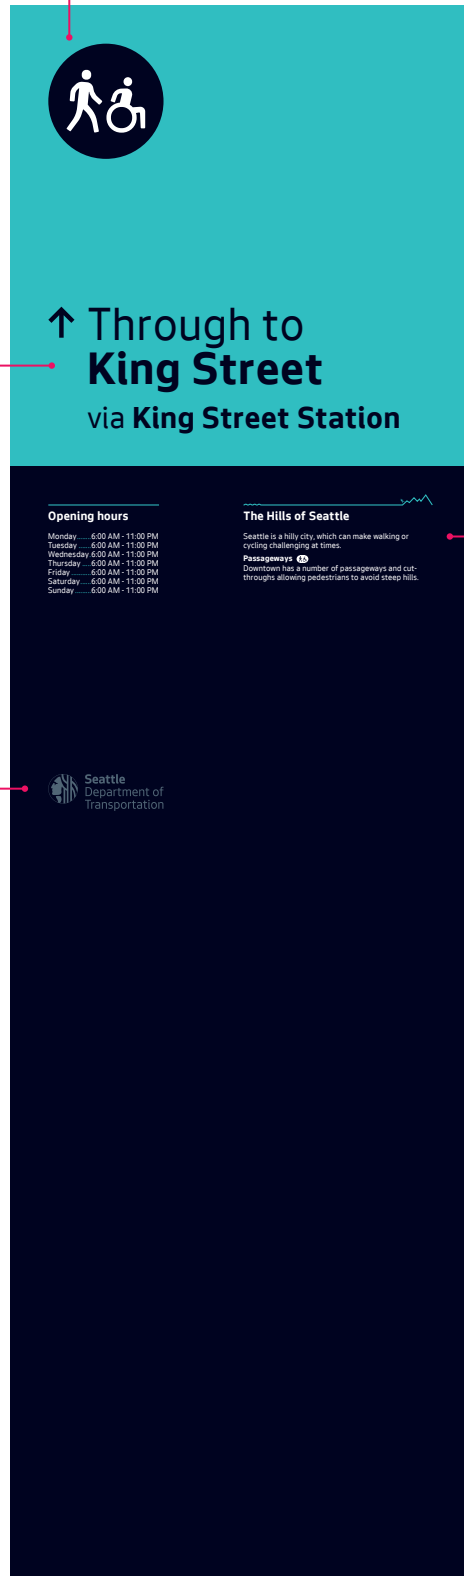 ↑ Through to
King Street
via King Street Station
Opening hours
Monday.......6:00 AM - 11:00 PM
Tuesday......6:00 AM - 11:00 PM
Wednesday.6:00 AM - 11:00 PM
Thursday....6:00 AM - 11:00 PM
Friday.........6:00 AM - 11:00 PM
Saturday.....6:00 AM - 11:00 PM
Sunday........6:00 AM - 11:00 PM
The Hills of Seattle
Seattle is a hilly city, which can make walking or
cycling challenging at times.
Passageways
Downtown has a number of passageways and cut-
throughs allowing pedestrians to avoid steep hills.
Seattle
Department of
Transportation